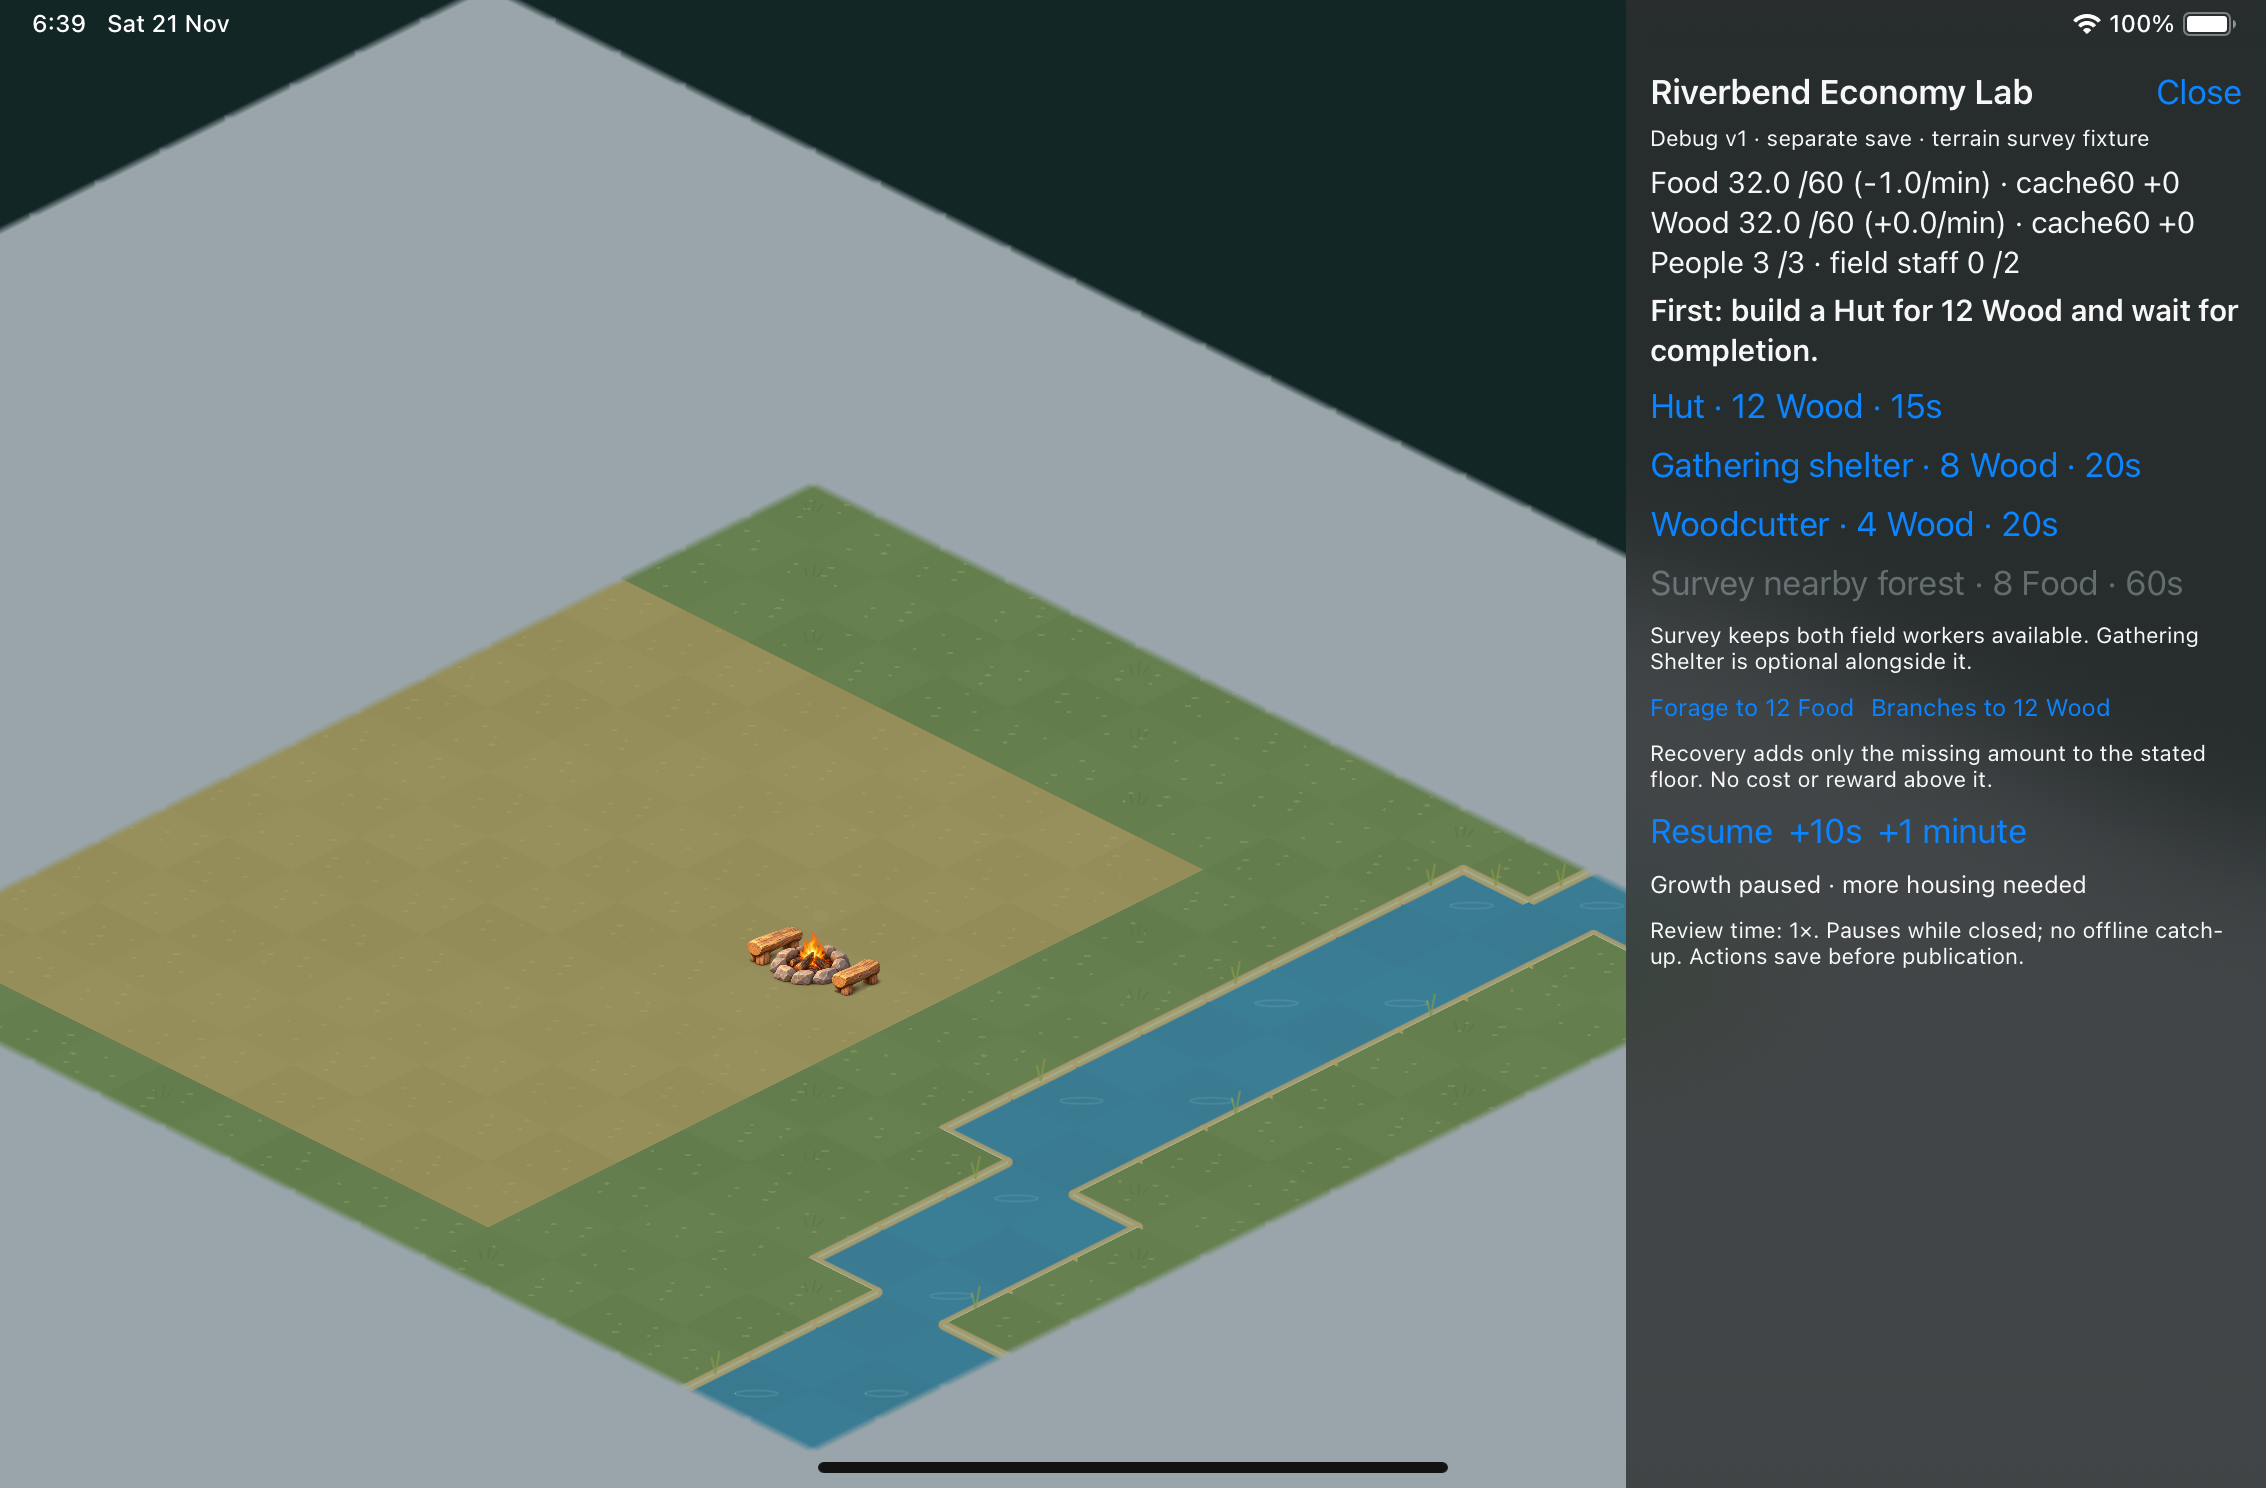 6:39 Sat 21 Nov
100%
Riverbend Economy Lab
Close
Debug v1 · separate save · terrain survey fixture
Food 32.0 /60 (-1.0/min) · cache60 +0
Wood 32.0 /60 (+0.0/min) · cache60 +0
People 3 /3 · field staff 0 /2
First: build a Hut for 12 Wood and wait for
completion.
Hut · 12 Wood · 15s
Gathering shelter · 8 Wood · 20s
Woodcutter · 4 Wood · 20s
Survey nearby forest · 8 Food · 60s
Survey keeps both field workers available. Gathering
Shelter is optional alongside it.
Forage to 12 Food Branches to 12 Wood
Recovery adds only the missing amount to the stated
floor. No cost or reward above it.
Resume +10s +1 minute
Growth paused · more housing needed
Review time: 1×. Pauses while closed; no offline catch-
up. Actions save before publication.